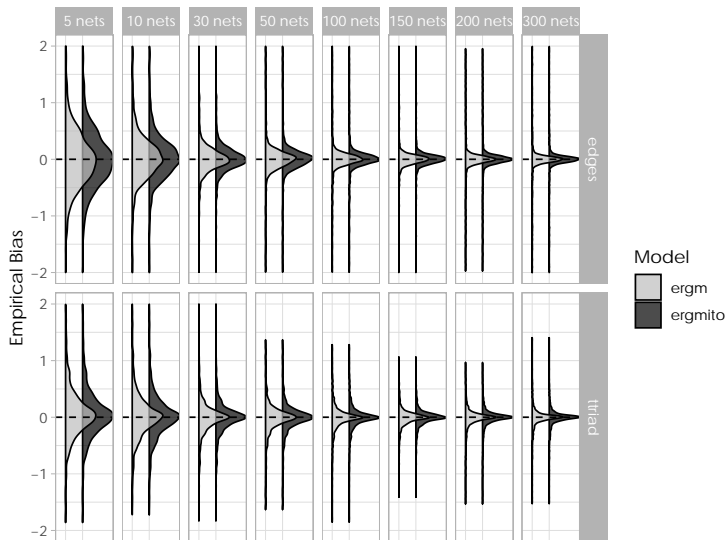 5 nets 10 nets 30 nets 50 nets 100 nets 150 nets 200 nets 300 nets
2
1
0
−1
−2
edges
2
1
0
−1
−2
ttriad
Empirical Bias
Model
ergm
ergmito